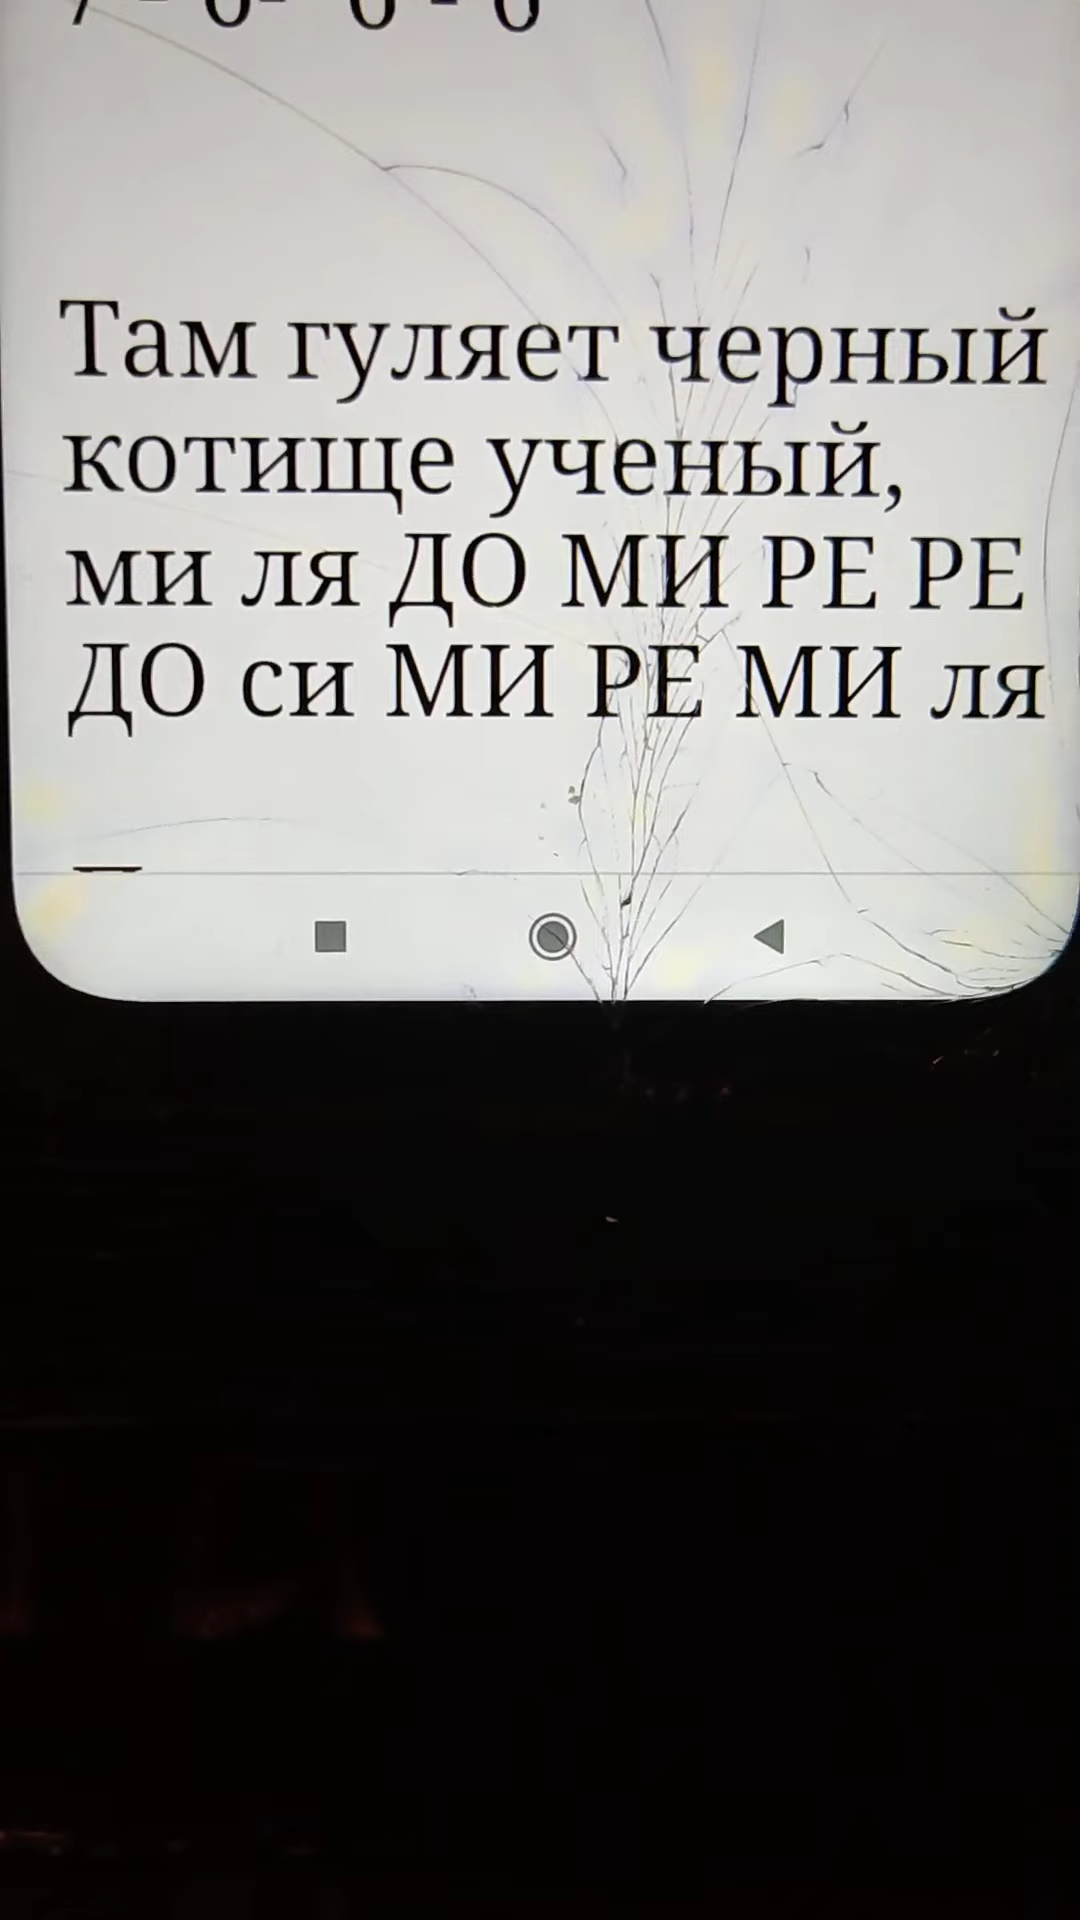 Там гуляет черный
котище ученый,
ми ля ДО МИ РЕ РЕ
ДО си МИ РЕ МИ ля